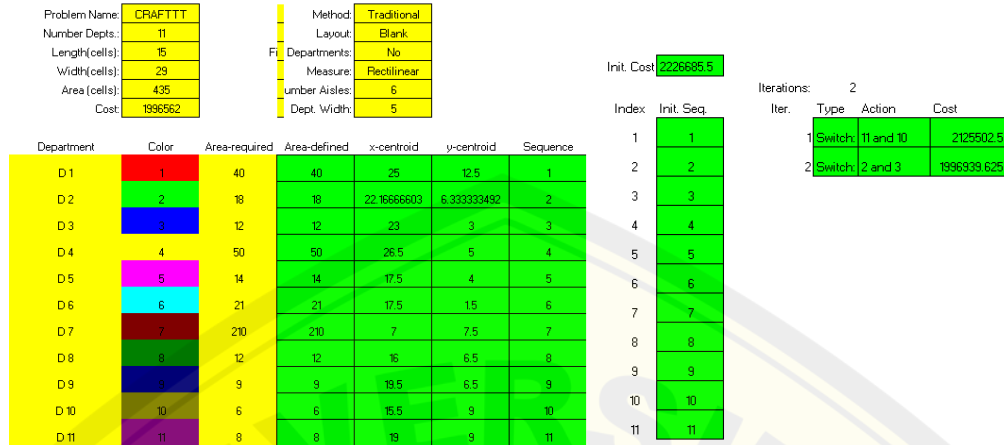 Problem Name: CRAFTTT Method: Traditional
Number Depts.: 11 Layout: Blank
Length(cells): 15 Fi Departments: No
Width(cells): 29 Measure: Rectilinear
Area (cells): 435 umber Aisles: 6
Cost: 1996562 Dept. Width: 5
Init. Cost 2226685.5
Iterations: 2
Index Init. Seq. Iter. Type Action Cost
1 1 1 Switch: 11 and 10 2125502.5
2 2 2 Switch: 2 and 3 1996939.625
3 3
4 4
5 5
6 6
7 7
8 8
9 9
10 10
11 11
Department Color Area-required Area-defined x-centroid y-centroid Sequence
D 1 1 40 40 25 12.5 1
D 2 2 18 18 22.16666603 6.333333492 2
D 3 3 12 12 23 3 3
D 4 4 50 50 26.5 5 4
D 5 5 14 14 17.5 4 5
D 6 6 21 21 17.5 1.5 6
D 7 7 210 210 7 7.5 7
D 8 8 12 12 16 6.5 8
D 9 9 9 9 19.5 6.5 9
D 10 10 6 6 15.5 9 10
D 11 11 8 8 19 9 11